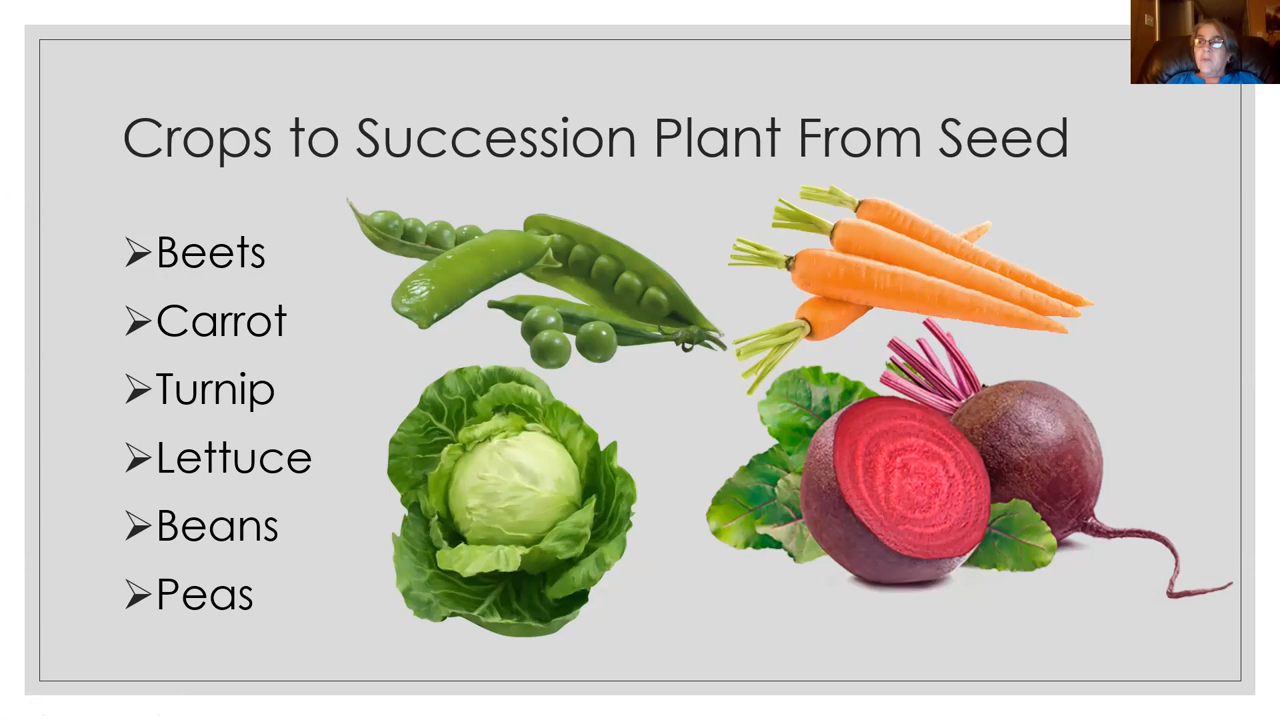 Crops to Succession Plant From Seed
➢Beets
➢Carrot
➢Turnip
➢Lettuce
➢Beans
➢Peas